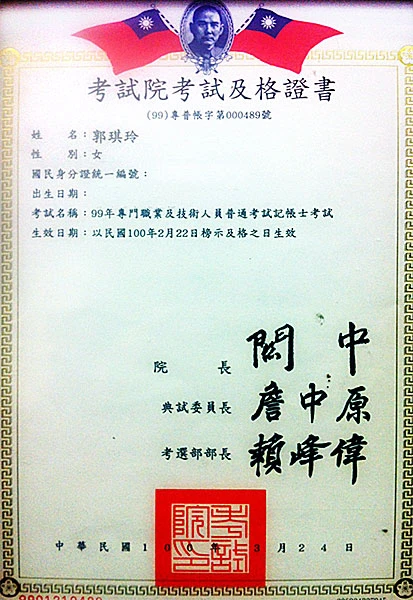 考試院考試及格證書
(99)專普帳字第000489號
姓 名：郭琪玲
性 別：女
國民身分證統一編號：
出生日期：
考試名稱：99年專門職業及技術人員普通考試記帳士考試
生效日期：以民國100年2月22日榜示及格之日生效
院 長 關 中
典試委員長 詹中原
考選部部長 賴峰偉
考試院印
中華民國100年3月24日